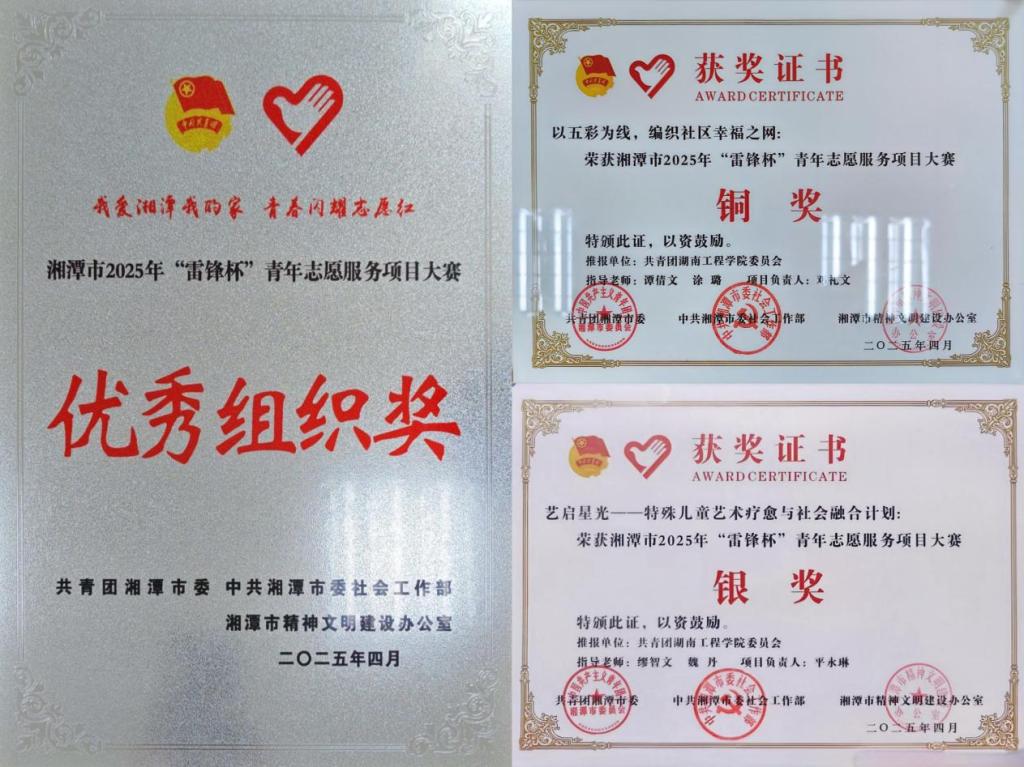 我爱湘潭我的家 青春闪耀志愿红
湘潭市2025年“雷锋杯”青年志愿服务项目大赛
优秀组织奖
共青团湘潭市委 中共湘潭市委社会工作部
湘潭市精神文明建设办公室
二〇二五年四月
获奖证书
AWARD CERTIFICATE
以五彩为线，编织社区幸福之网:
荣获湘潭市2025年“雷锋杯”青年志愿服务项目大赛
铜奖
特颁此证，以资鼓励。
推报单位：共青团湖南工程学院委员会
指导老师：谭倩文 涂璐 项目负责人：邓礼文
共青团湘潭市委 中共湘潭市委社会工作部 湘潭市精神文明建设办公室
二〇二五年四月
获奖证书
AWARD CERTIFICATE
艺启星光——特殊儿童艺术疗愈与社会融合计划:
荣获湘潭市2025年“雷锋杯”青年志愿服务项目大赛
银奖
特颁此证，以资鼓励。
推报单位：共青团湖南工程学院委员会
指导老师：缪智文 魏丹 项目负责人：平永琳
共青团湘潭市委 中共湘潭市委社会工作部 湘潭市精神文明建设办公室
二〇二五年四月